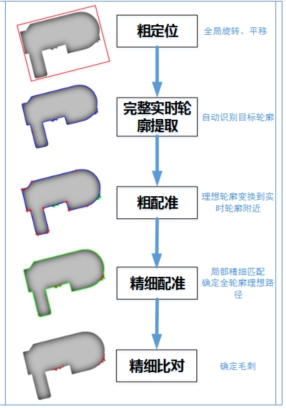 粗定位
全局旋转、平移
完整实时轮
廓提取
自动识别目标轮廓
粗配准
理想轮廓变换到实
时轮廓附近
精细配准
局部精细匹配
确定全轮廓理想路
径
精细比对
确定毛刺